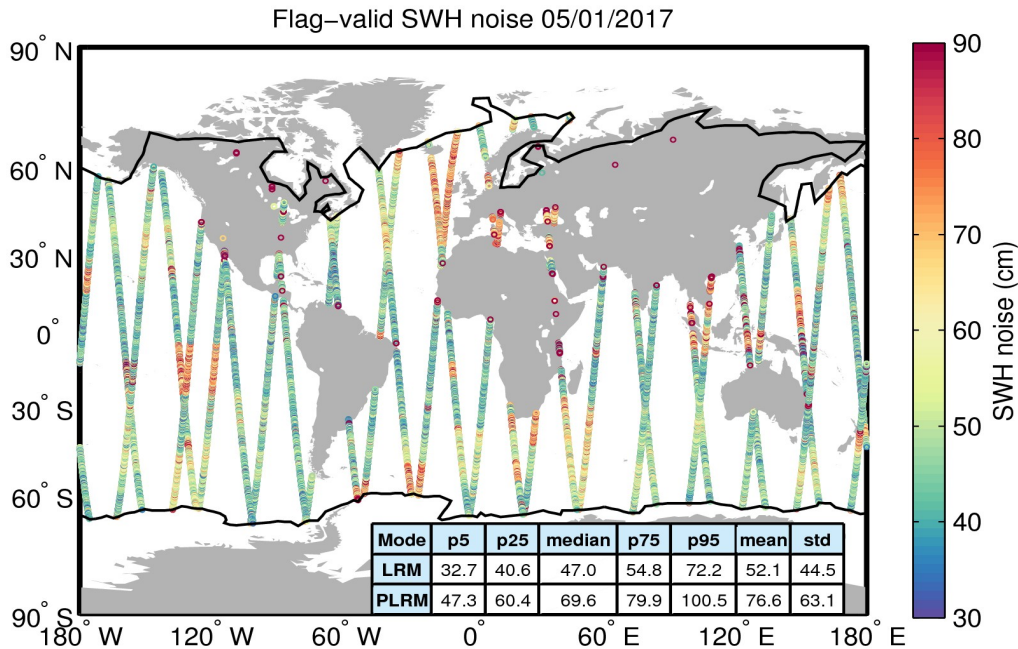 Flag−valid SWH noise 05/01/2017
90° N
60° N
30° N
0°
30° S
60° S
90° S
180° W
120° W
60° W
0°
60° E
120° E
180° E
Mode p5 p25 median p75 p95 mean std
LRM 32.7 40.6 47.0 54.8 72.2 52.1 44.5
PLRM 47.3 60.4 69.6 79.9 100.5 76.6 63.1
90
80
70
60
50
40
30
SWH noise (cm)